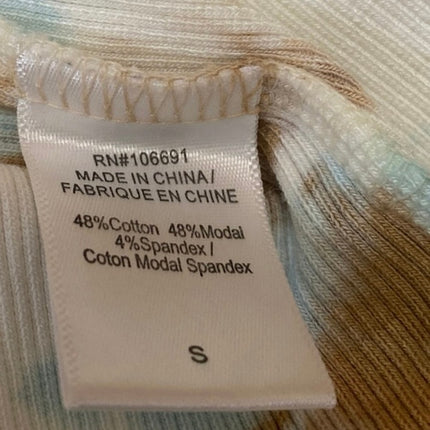 RN#106691
MADE IN CHINA/
FABRIQUE EN CHINE
48%Cotton 48%Modal
4%Spandex /
Coton Modal Spandex
S